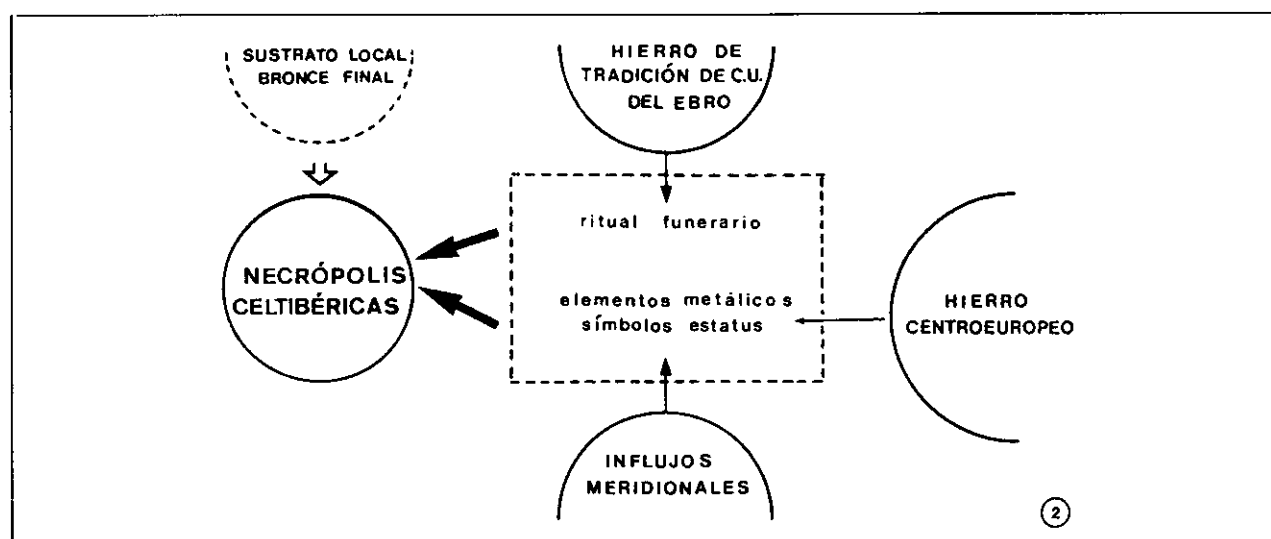 SUSTRATO LOCAL
BRONCE FINAL
HIERRO DE
TRADICIÓN DE C.U.
DEL EBRO
ritual funerario
NECRÓPOLIS
CELTIBÉRICAS
elementos metálicos
símbolos estatus
HIERRO
CENTROEUROPEO
INFLUJOS
MERIDIONALES
2